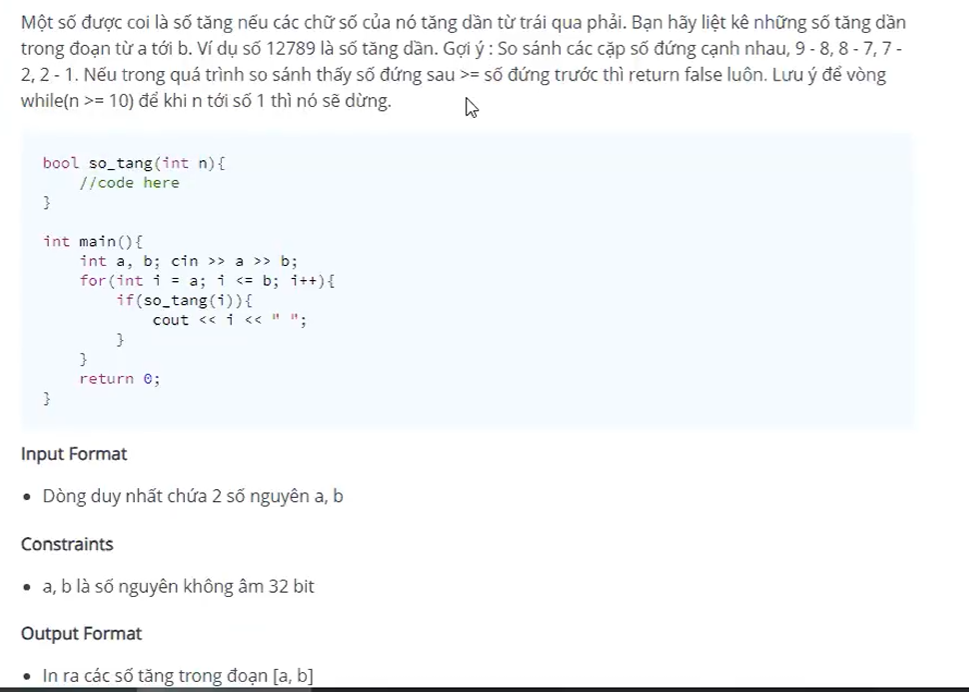 Một số được coi là số tăng nếu các chữ số của nó tăng dần từ trái qua phải. Bạn hãy liệt kê những số tăng dần
trong đoạn từ a tới b. Ví dụ số 12789 là số tăng dần. Gợi ý : So sánh các cặp số đứng cạnh nhau, 9 - 8, 8 - 7, 7 -
2, 2 - 1. Nếu trong quá trình so sánh thấy số đứng sau >= số đứng trước thì return false luôn. Lưu ý để vòng
while(n >= 10) để khi n tới số 1 thì nó sẽ dừng.
bool so_tang(int n){
    //code here
}
int main(){
    int a, b; cin >> a >> b;
    for(int i = a; i <= b; i++){
        if(so_tang(i)){
            cout << i << " ";
        }
    }
    return 0;
}
Input Format
• Dòng duy nhất chứa 2 số nguyên a, b
Constraints
• a, b là số nguyên không âm 32 bit
Output Format
• In ra các số tăng trong đoạn [a, b]